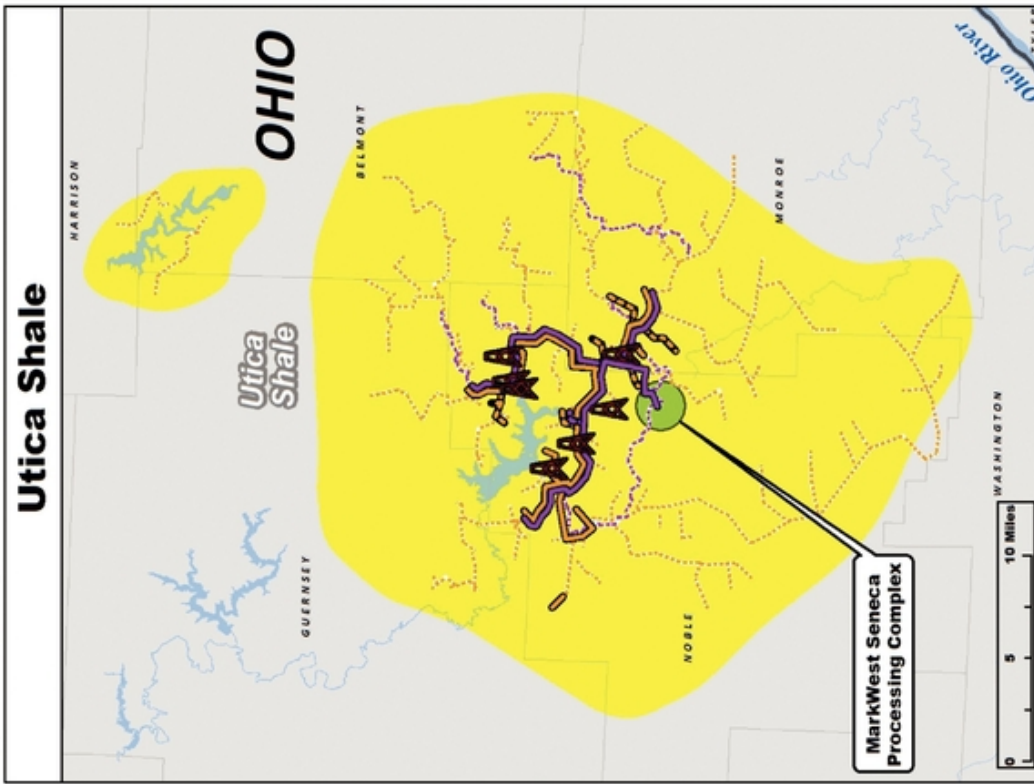 Utica Shale
HARRISON
OHIO
BELMONT
Utica
Shale
GUERNSEY
MONROE
NOBLE
Ohio River
WASHINGTON
MarkWest Seneca
Processing Complex
0 5 10 Miles